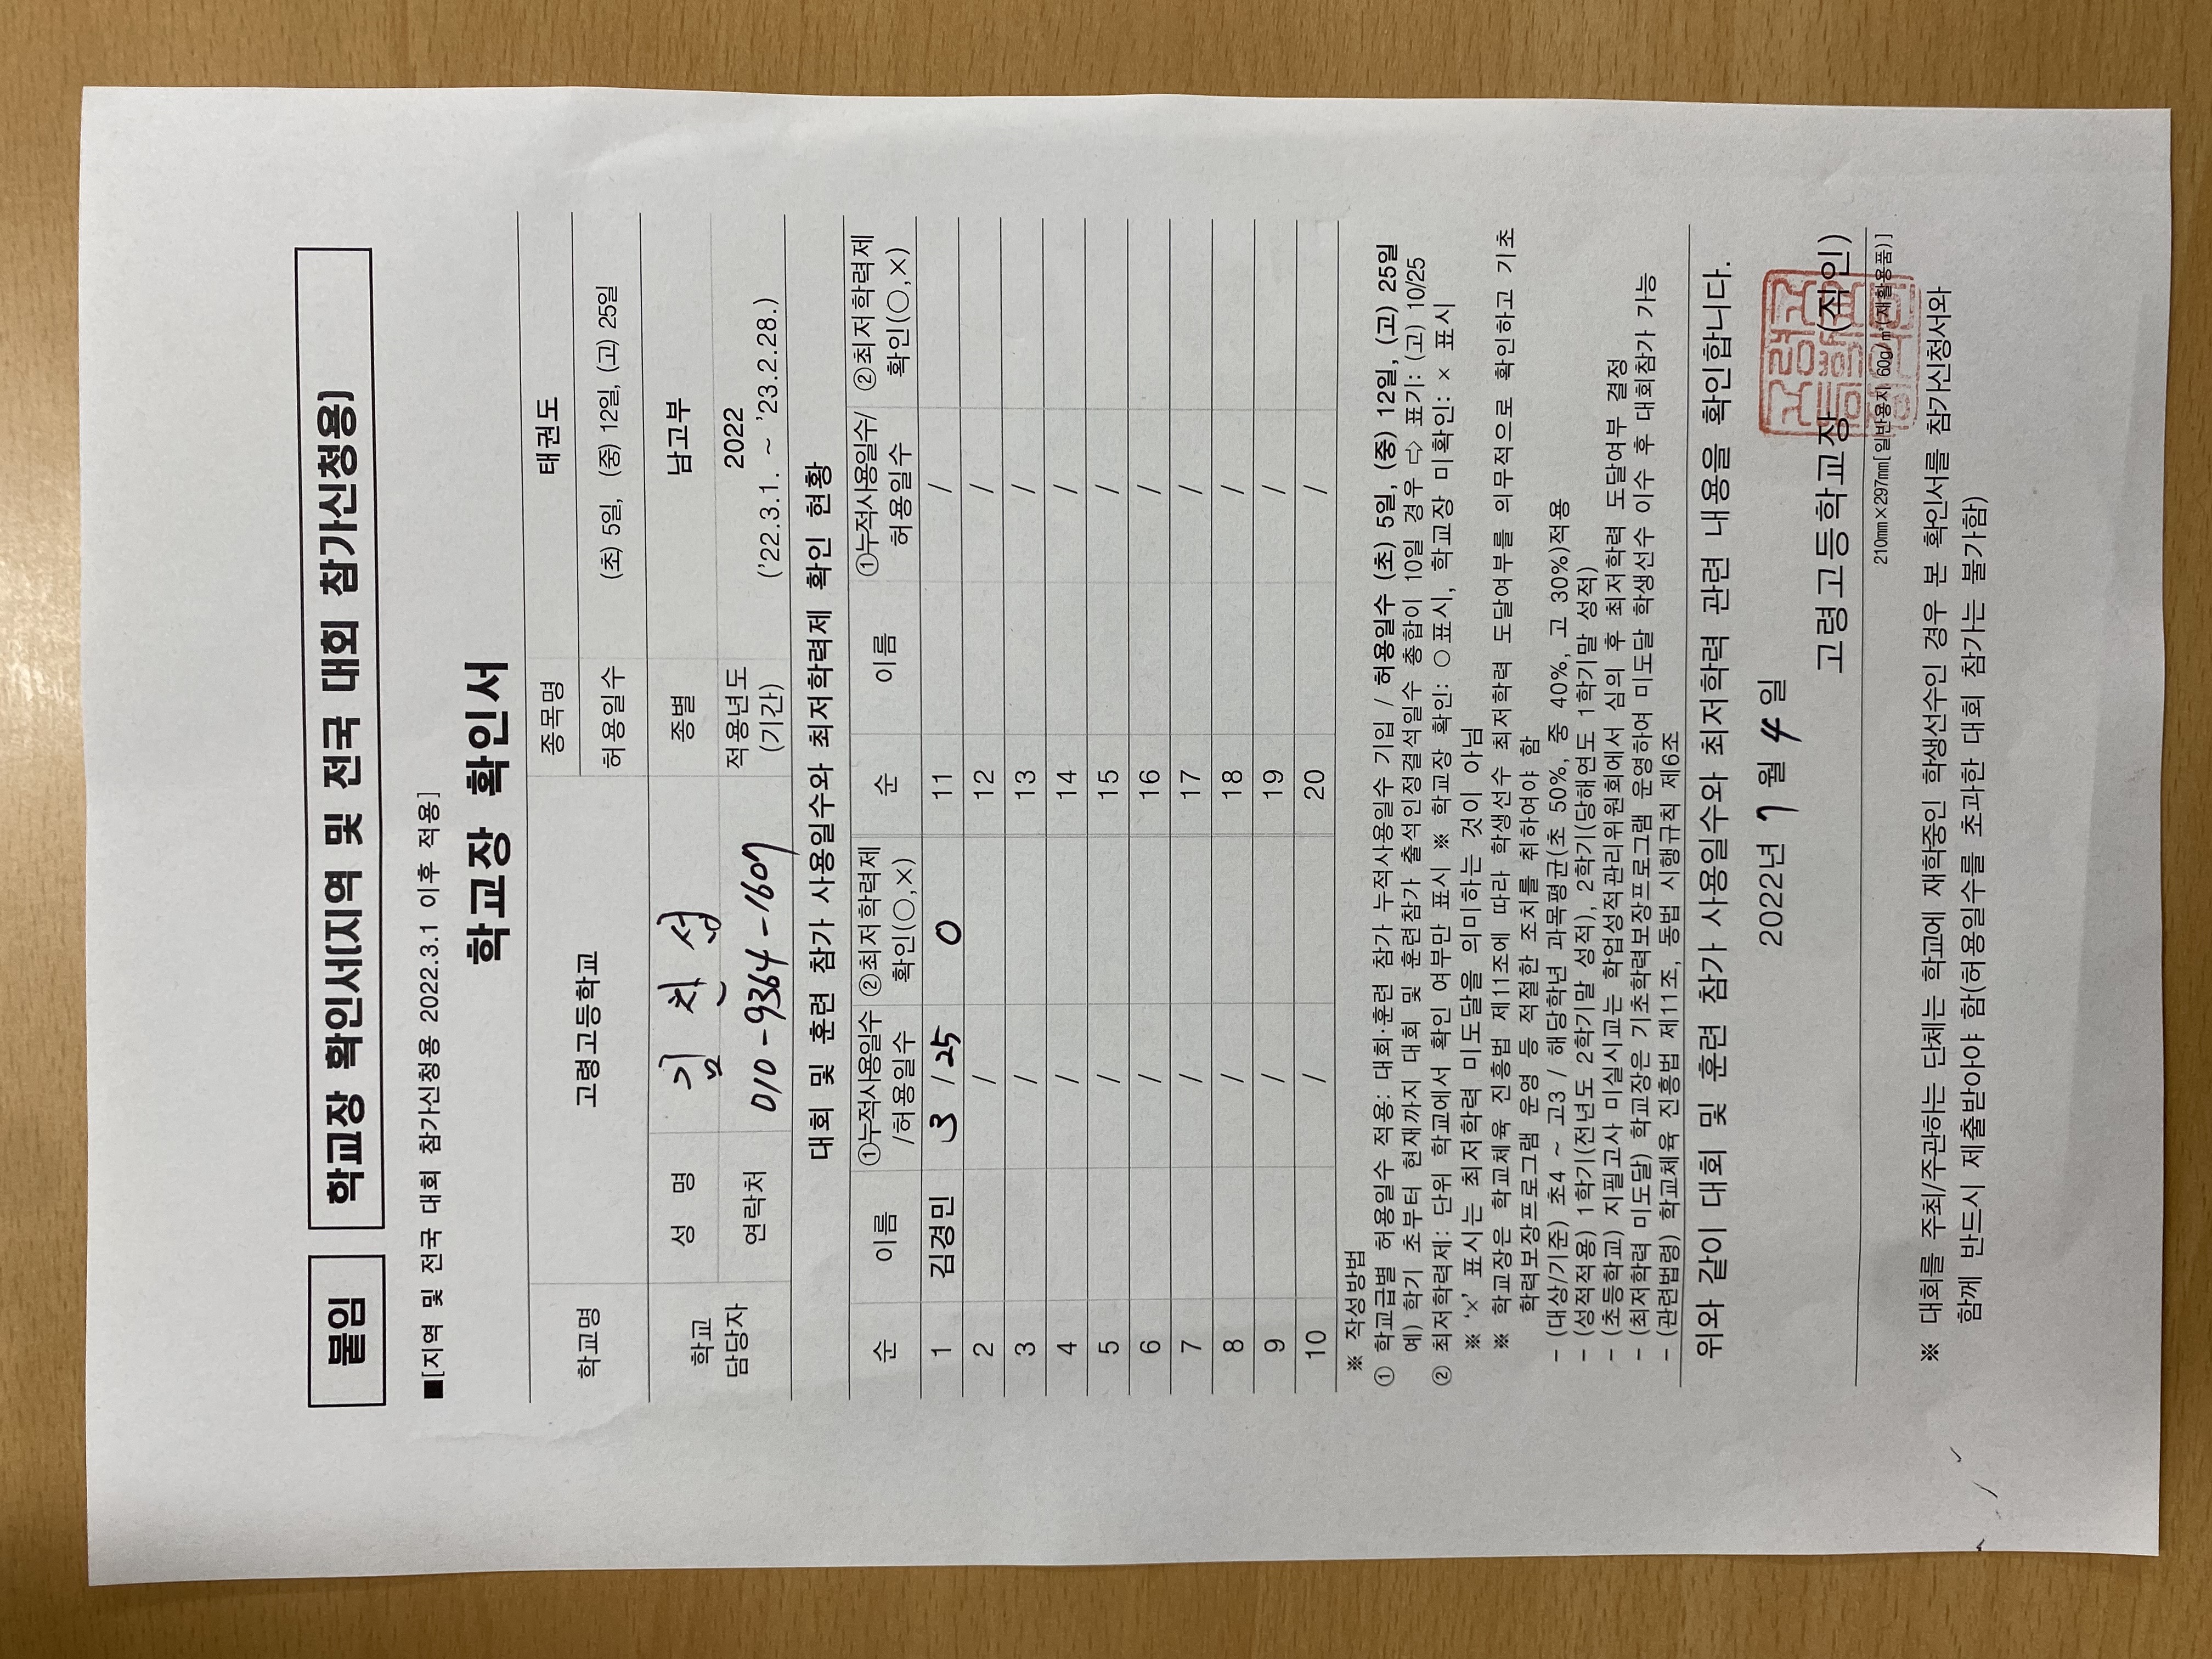 붙임 학교장 확인서(지역 및 전국 대회 참가신청용)
■[지역 및 전국 대회 참가신청용 2022.3.1 이후 적용]
학교장 확인서
학교명 고령고등학교 종목명 태권도
허용일수 (초) 5일, (중) 12일, (고) 25일
학교 담당자 성 명 김 찬 성 종별 남고부
연락처 010-9364-1607 적용년도 (기간) 2022 ('22.3.1. ~ '23.2.28.)
대회 및 훈련 참가 사용일수와 최저학력제 확인 현황
순 이름 ①누적사용일수 /허용일수 ②최저학력제 확인(○,×) 순 이름 ①누적사용일수/ 허용일수 ②최저학력제 확인(○,×)
1 김경민 3 / 25 0 11 /
2 / 12 /
3 / 13 /
4 / 14 /
5 / 15 /
6 / 16 /
7 / 17 /
8 / 18 /
9 / 19 /
10 / 20 /
※ 작성방법
① 학교급별 허용일수 적용: 대회·훈련 참가 누적사용일수 기입 / 허용일수 (초) 5일, (중) 12일, (고) 25일
예) 학기 초부터 현재까지 대회 및 훈련참가 출석인정결석일수 총합이 10일 경우 ⇨ 표기: (고) 10/25
② 최저학력제: 단위 학교에서 확인 여부만 표시 ※ 학교장 확인: ○표시, 학교장 미확인: × 표시
※ '×' 표시는 최저학력 미도달을 의미하는 것이 아님
※ 학교장은 학교체육 진흥법 제11조에 따라 학생선수 최저학력 도달여부를 의무적으로 확인하고 기초
학력보장프로그램 운영 등 적절한 조치를 취하여야 함
- (대상/기준) 초4 ~ 고3 / 해당학년 과목평균(초 50%, 중 40%, 고 30%)적용
- (성적적용) 1학기(전년도 2학기말 성적), 2학기(당해연도 1학기말 성적)
- (초등학교) 지필고사 미실시교는 학업성적관리위원회에서 심의 후 최저학력 도달여부 결정
- (최저학력 미도달) 학교장은 기초학력보장프로그램 운영하여 미도달 학생선수 이수 후 대회참가 가능
- (관련법령) 학교체육 진흥법 제11조, 동법 시행규칙 제6조
위와 같이 대회 및 훈련 참가 사용일수와 최저학력 관련 내용을 확인합니다.
2022년 7월 4일
고령고등학교장 (직인)
210㎜×297㎜[일반용지 60g/㎡(재활용품)]
※ 대회를 주최/주관하는 단체는 학교에 재학중인 학생선수인 경우 본 확인서를 참가신청서와
함께 반드시 제출받아야 함(허용일수를 초과한 대회 참가는 불가함)